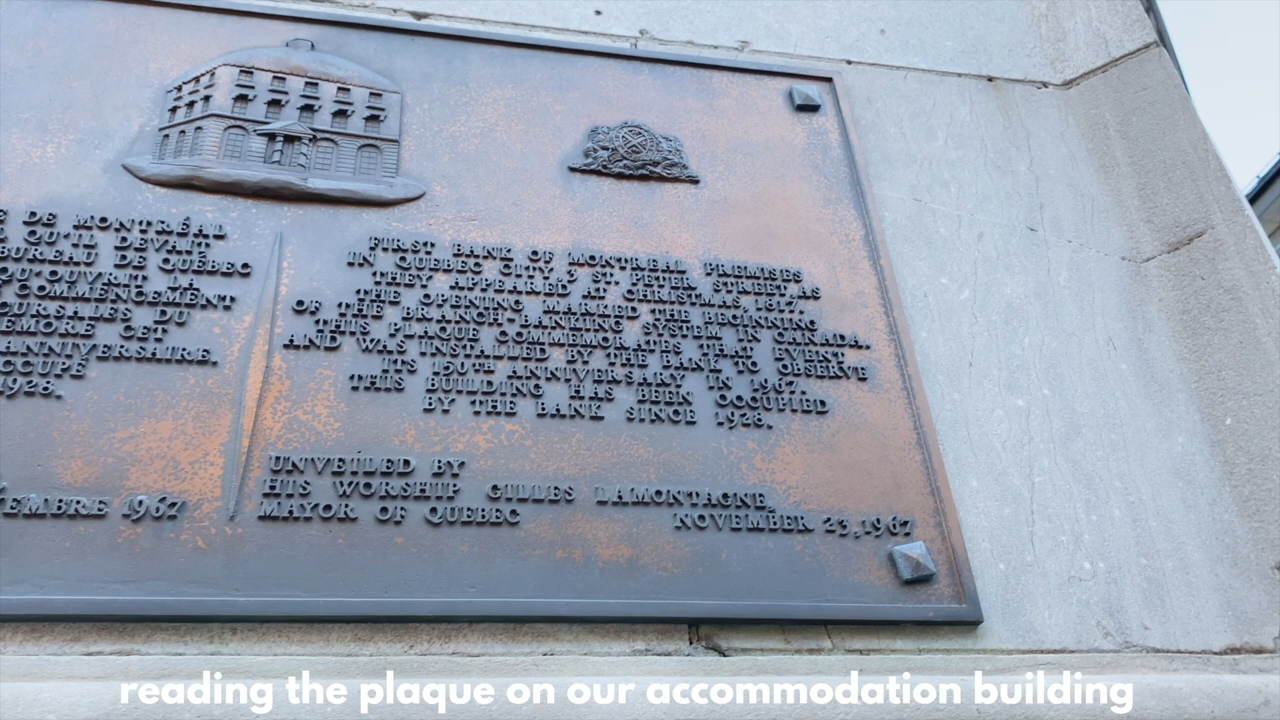 DE MONTRÉAL
QU'IL DEVAIT
BUREAU DE QUÉBEC
QU'OUVRIT LA
COMMENCEMENT
CURSALES DU
EMORE CET
ANNIVERSAIRE.
CCUPÉ
1928.
EMBRE 1967
FIRST BANK OF MONTREAL PREMISES
IN QUEBEC CITY, 43 ST. PETER STREET, AS
THEY APPEARED AT CHRISTMAS, 1817.
THE OPENING MARKED THE BEGINNING
OF THE BRANCH-BANKING SYSTEM IN CANADA.
THIS PLAQUE COMMEMORATES THAT EVENT
AND WAS INSTALLED BY THE BANK TO OBSERVE
ITS 150TH ANNIVERSARY IN 1967.
THIS BUILDING HAS BEEN OCCUPIED
BY THE BANK SINCE 1928.
UNVEILED BY
HIS WORSHIP GILLES LAMONTAGNE,
MAYOR OF QUEBEC
NOVEMBER 23, 1967
reading the plaque on our accommodation building